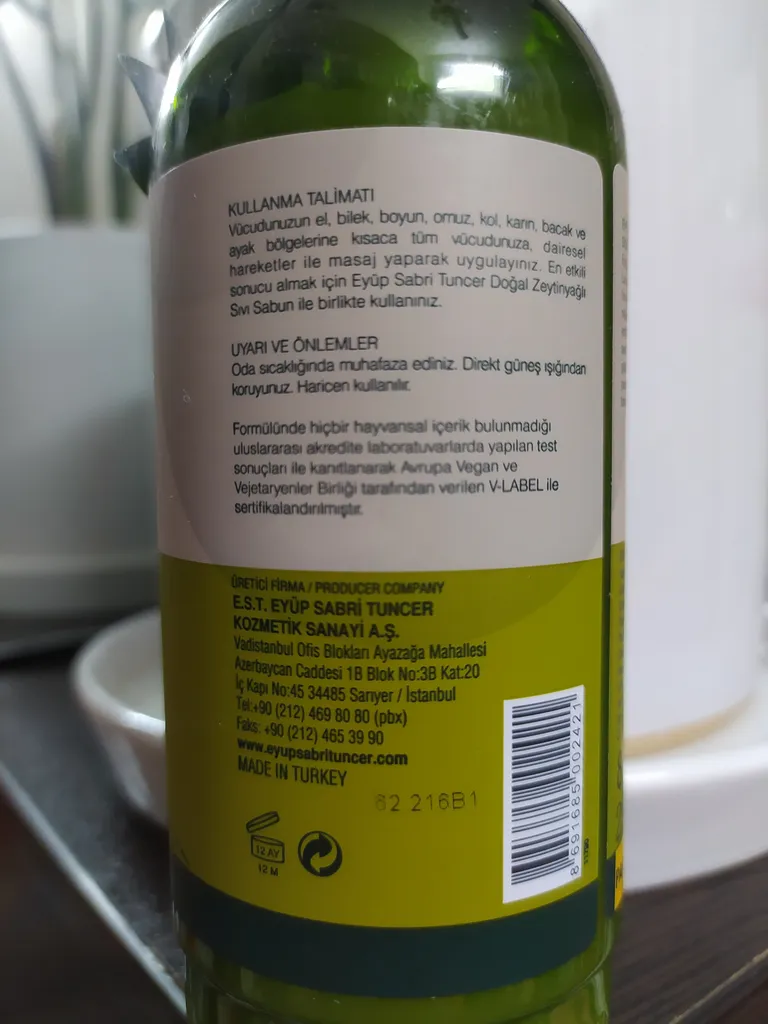 KULLANMA TALİMATI
Vücudunuzun el, bilek, boyun, omuz, kol, karın, bacak ve
ayak bölgelerine kısaca tüm vücudunuza, dairesel
hareketler ile masaj yaparak uygulayınız. En etkili
sonucu almak için Eyüp Sabri Tuncer Doğal Zeytinyağlı
Sıvı Sabun ile birlikte kullanınız.
UYARI VE ÖNLEMLER
Oda sıcaklığında muhafaza ediniz. Direkt güneş ışığından
koruyunuz. Haricen kullanılır.
Formülünde hiçbir hayvansal içerik bulunmadığı
uluslararası akredite laboratuvarlarda yapılan test
sonuçları ile kanıtlanarak Avrupa Vegan ve
Vejetaryenler Birliği tarafından verilen V-LABEL ile
sertifikalandırılmıştır.
ÜRETİCİ FİRMA / PRODUCER COMPANY
E.S.T. EYÜP SABRİ TUNCER
KOZMETİK SANAYİ A.Ş.
Vadistanbul Ofis Blokları Ayazağa Mahallesi
Azerbaycan Caddesi 1B Blok No:3B Kat:20
İç Kapı No:45 34485 Sarıyer / İstanbul
Tel:+90 (212) 469 80 80 (pbx)
Faks: +90 (212) 465 39 90
www.eyupsabrituncer.com
MADE IN TURKEY
62 216B1
12 AY
12 M
8 691685 002421